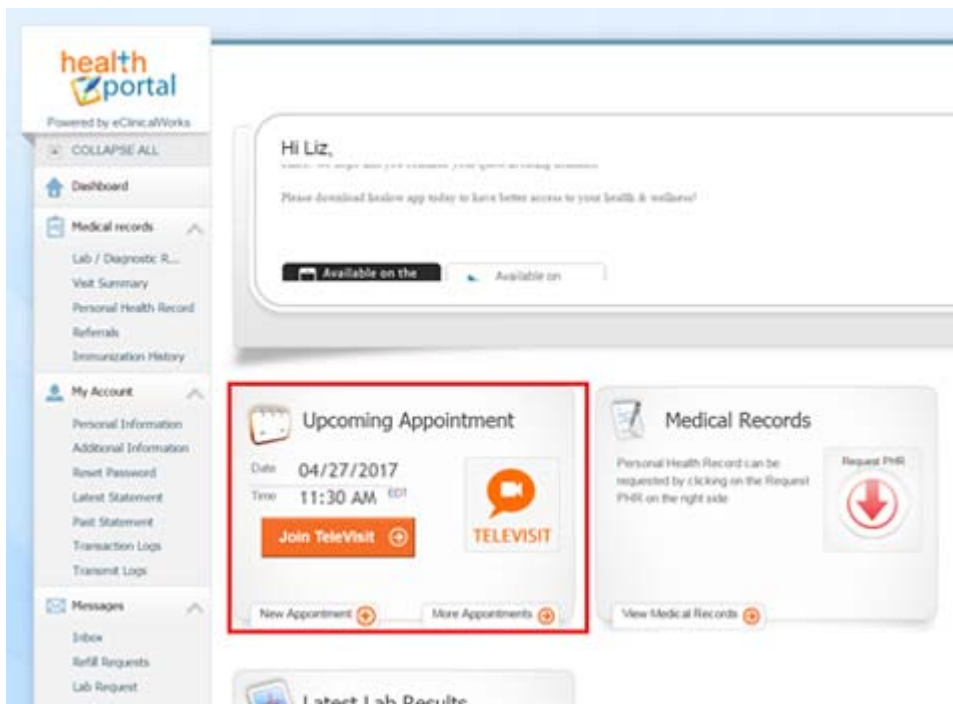 health
portal
Powered by eClinicalWorks
COLLAPSE ALL
Dashboard
Medical records
Lab / Diagnostic R...
Visit Summary
Personal Health Record
Referrals
Immunization History
My Account
Personal Information
Additional Information
Reset Password
Latest Statement
Past Statement
Transaction Logs
Transmit Logs
Messages
Inbox
Refill Requests
Lab Request
Hi Liz,
Please download healow app today to have better access to your health & wellness!
Available on the
Available on
Upcoming Appointment
Date 04/27/2017
Time 11:30 AM EDT
Join TeleVisit
TELEVISIT
New Appointment
More Appointments
Medical Records
Personal Health Record can be
requested by clicking on the Request
PHR on the right side
Request PHR
View Medical Records
Latest Lab Results